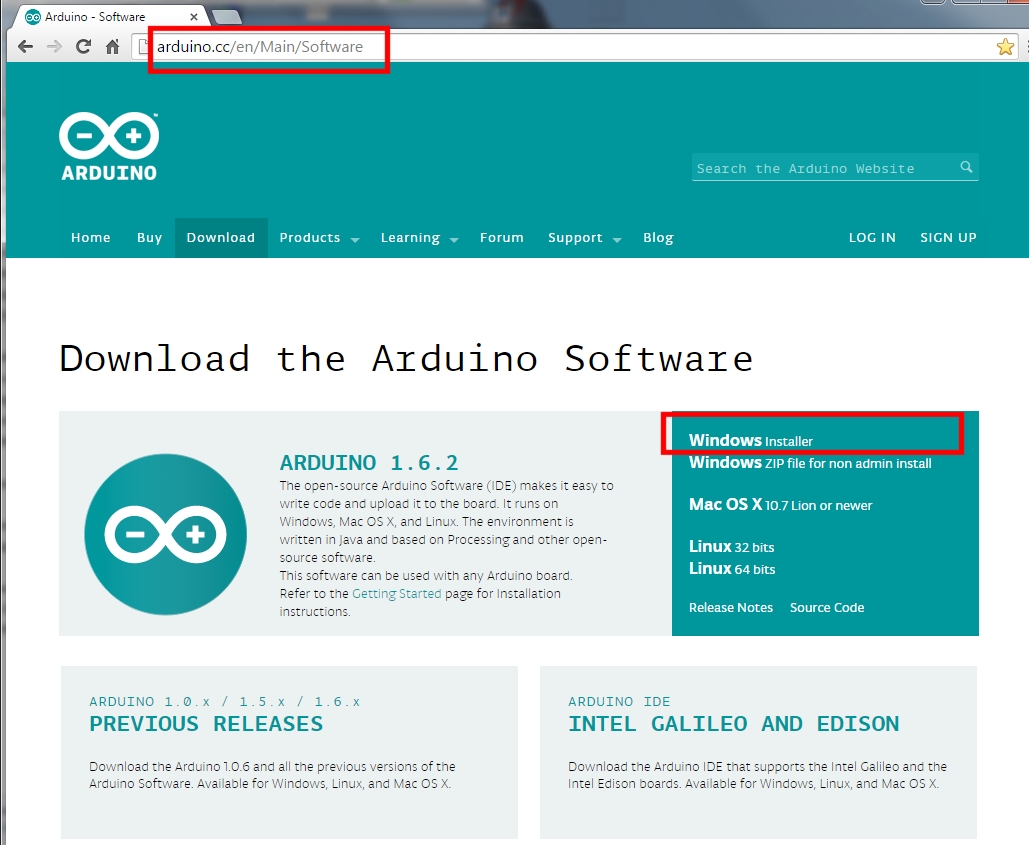 Arduino - Software
arduino.cc/en/Main/Software
ARDUINO
Search the Arduino Website
Home Buy Download Products Learning Forum Support Blog LOG IN SIGN UP
Download the Arduino Software
ARDUINO 1.6.2
The open-source Arduino Software (IDE) makes it easy to
write code and upload it to the board. It runs on
Windows, Mac OS X, and Linux. The environment is
written in Java and based on Processing and other open-
source software.
This software can be used with any Arduino board.
Refer to the Getting Started page for Installation
instructions.
Windows Installer
Windows ZIP file for non admin install
Mac OS X 10.7 Lion or newer
Linux 32 bits
Linux 64 bits
Release Notes Source Code
ARDUINO 1.0.x / 1.5.x / 1.6.x
PREVIOUS RELEASES
Download the Arduino 1.0.6 and all the previous versions of the
Arduino Software. Available for Windows, Linux, and Mac OS X.
ARDUINO IDE
INTEL GALILEO AND EDISON
Download the Arduino IDE that supports the Intel Galileo and the
Intel Edison boards. Available for Windows, Linux, and Mac OS X.